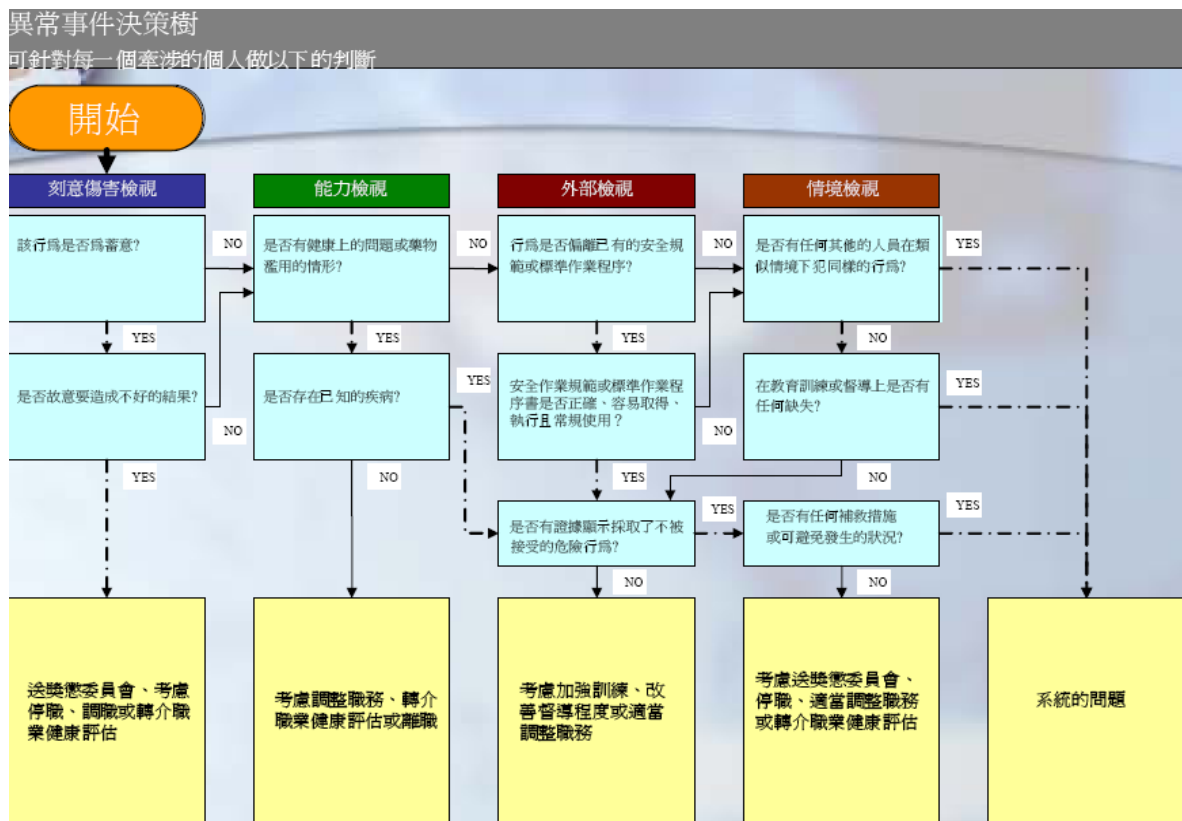 異常事件決策樹
可針對每一個牽涉的個人做以下的判斷
開始
刻意傷害檢視
能力檢視
外部檢視
情境檢視
該行為是否為蓄意?
NO
是否有健康上的問題或藥物
濫用的情形?
NO
行為是否偏離已有的安全規
範或標準作業程序?
NO
是否有任何其他的人員在類
似情境下犯同樣的行為?
YES
YES
YES
YES
NO
是否故意要造成不好的結果?
NO
是否存在已知的疾病?
YES
安全作業規範或標準作業程
序書是否正確、容易取得、
執行且常規使用?
NO
在教育訓練或督導上是否有
任何缺失?
YES
YES
NO
YES
NO
是否有證據顯示採取了不被
接受的危險行為?
YES
是否有任何補救措施
或可避免發生的狀況?
YES
NO
NO
送獎懲委員會、考慮
停職、調職或轉介職
業健康評估
考慮調整職務、轉介
職業健康評估或離職
考慮加強訓練、改
善督導程度或適當
調整職務
考慮送獎懲委員會、
停職、適當調整職務
或轉介職業健康評估
系統的問題